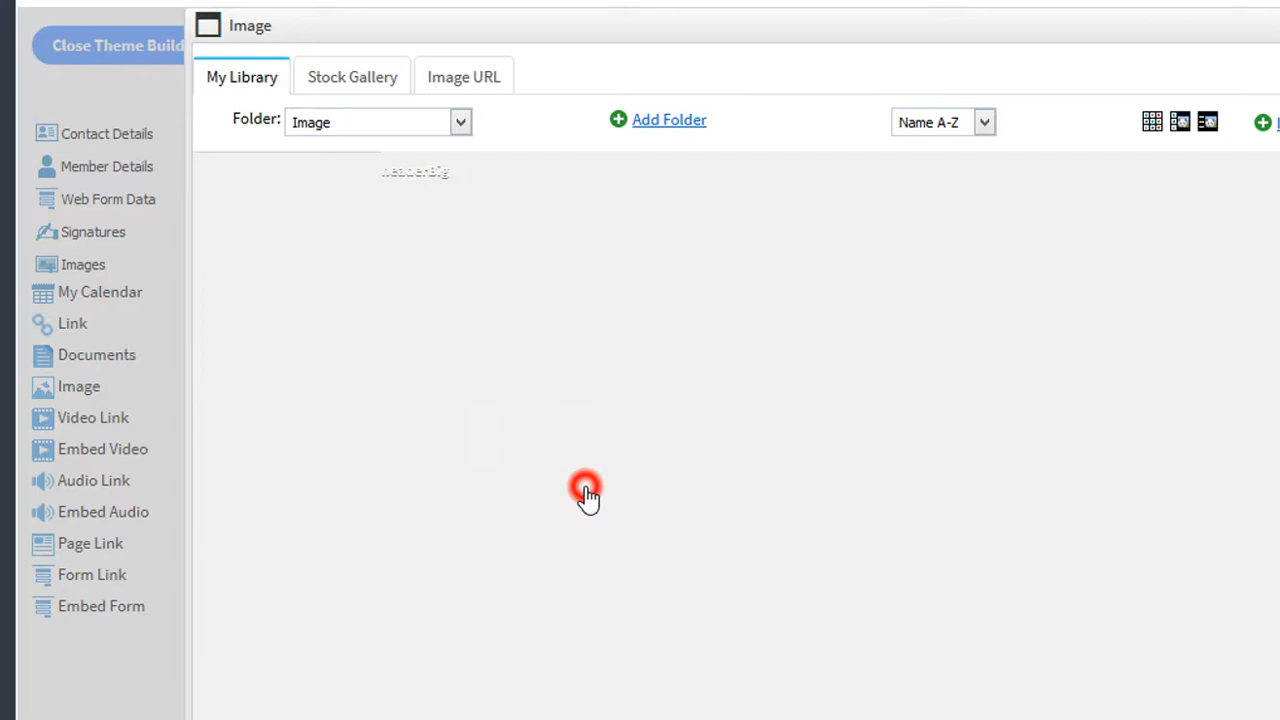 Image
Close Theme Build
My Library
Stock Gallery
Image URL
Folder: Image
Add Folder
Name A-Z
headerBig
Contact Details
Member Details
Web Form Data
Signatures
Images
My Calendar
Link
Documents
Image
Video Link
Embed Video
Audio Link
Embed Audio
Page Link
Form Link
Embed Form